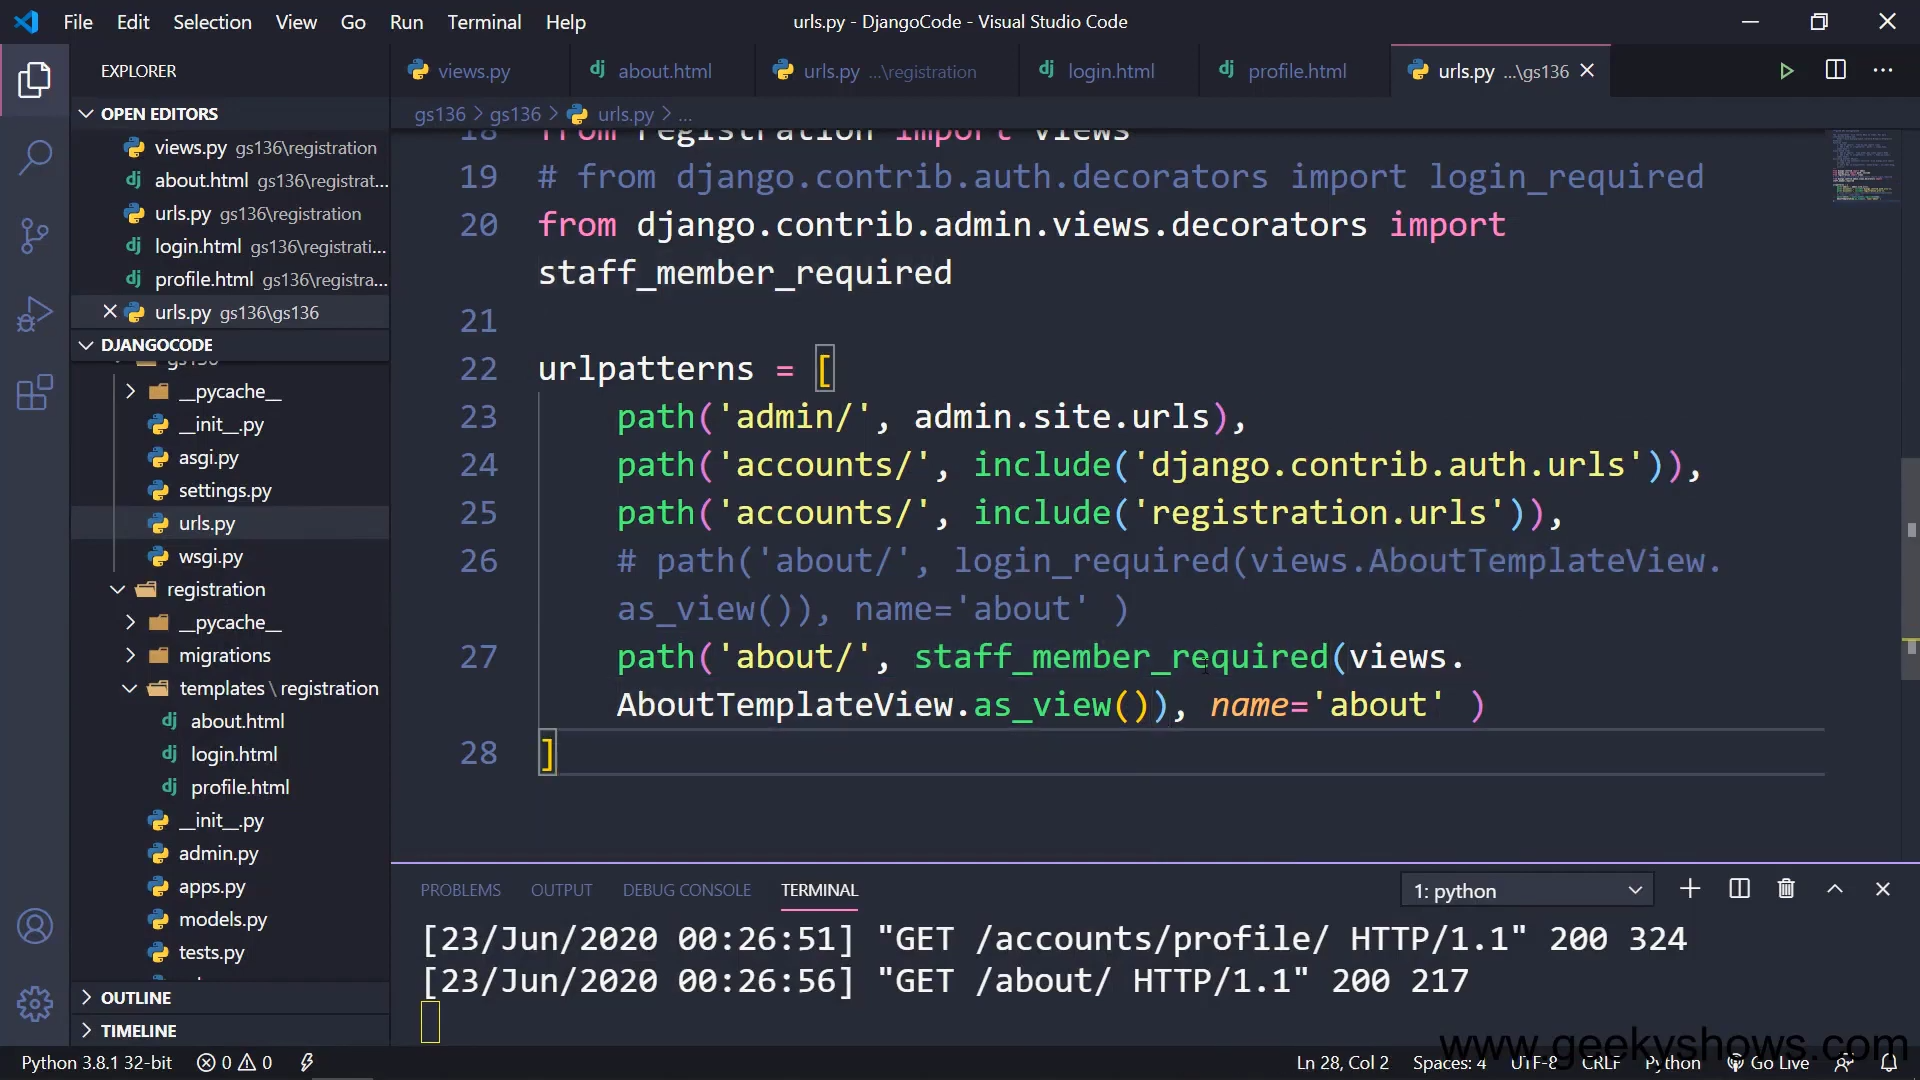 File Edit Selection View Go Run Terminal Help
urls.py - DjangoCode - Visual Studio Code
EXPLORER
views.py
about.html
urls.py ...\registration
login.html
profile.html
urls.py ...\gs136
OPEN EDITORS
gs136 > gs136 > urls.py > ...
views.py gs136\registration
about.html gs136\registrat...
urls.py gs136\registration
login.html gs136\registrati...
profile.html gs136\registra...
urls.py gs136\gs136
DJANGOCODE
gs136
__pycache__
__init__.py
asgi.py
settings.py
urls.py
wsgi.py
registration
__pycache__
migrations
templates \ registration
about.html
login.html
profile.html
__init__.py
admin.py
apps.py
models.py
tests.py
OUTLINE
TIMELINE
18 from registration import views
19 # from django.contrib.auth.decorators import login_required
20 from django.contrib.admin.views.decorators import
staff_member_required
21
22 urlpatterns = [
23 path('admin/', admin.site.urls),
24 path('accounts/', include('django.contrib.auth.urls')),
25 path('accounts/', include('registration.urls')),
26 # path('about/', login_required(views.AboutTemplateView.
as_view()), name='about' )
27 path('about/', staff_member_required(views.
AboutTemplateView.as_view()), name='about' )
28 ]
PROBLEMS OUTPUT DEBUG CONSOLE TERMINAL
1: python
[23/Jun/2020 00:26:51] "GET /accounts/profile/ HTTP/1.1" 200 324
[23/Jun/2020 00:26:56] "GET /about/ HTTP/1.1" 200 217
www.geekyshows.com
Python 3.8.1 32-bit 0 0
Ln 28, Col 2 Spaces: 4 UTF-8 CRLF Python Go Live